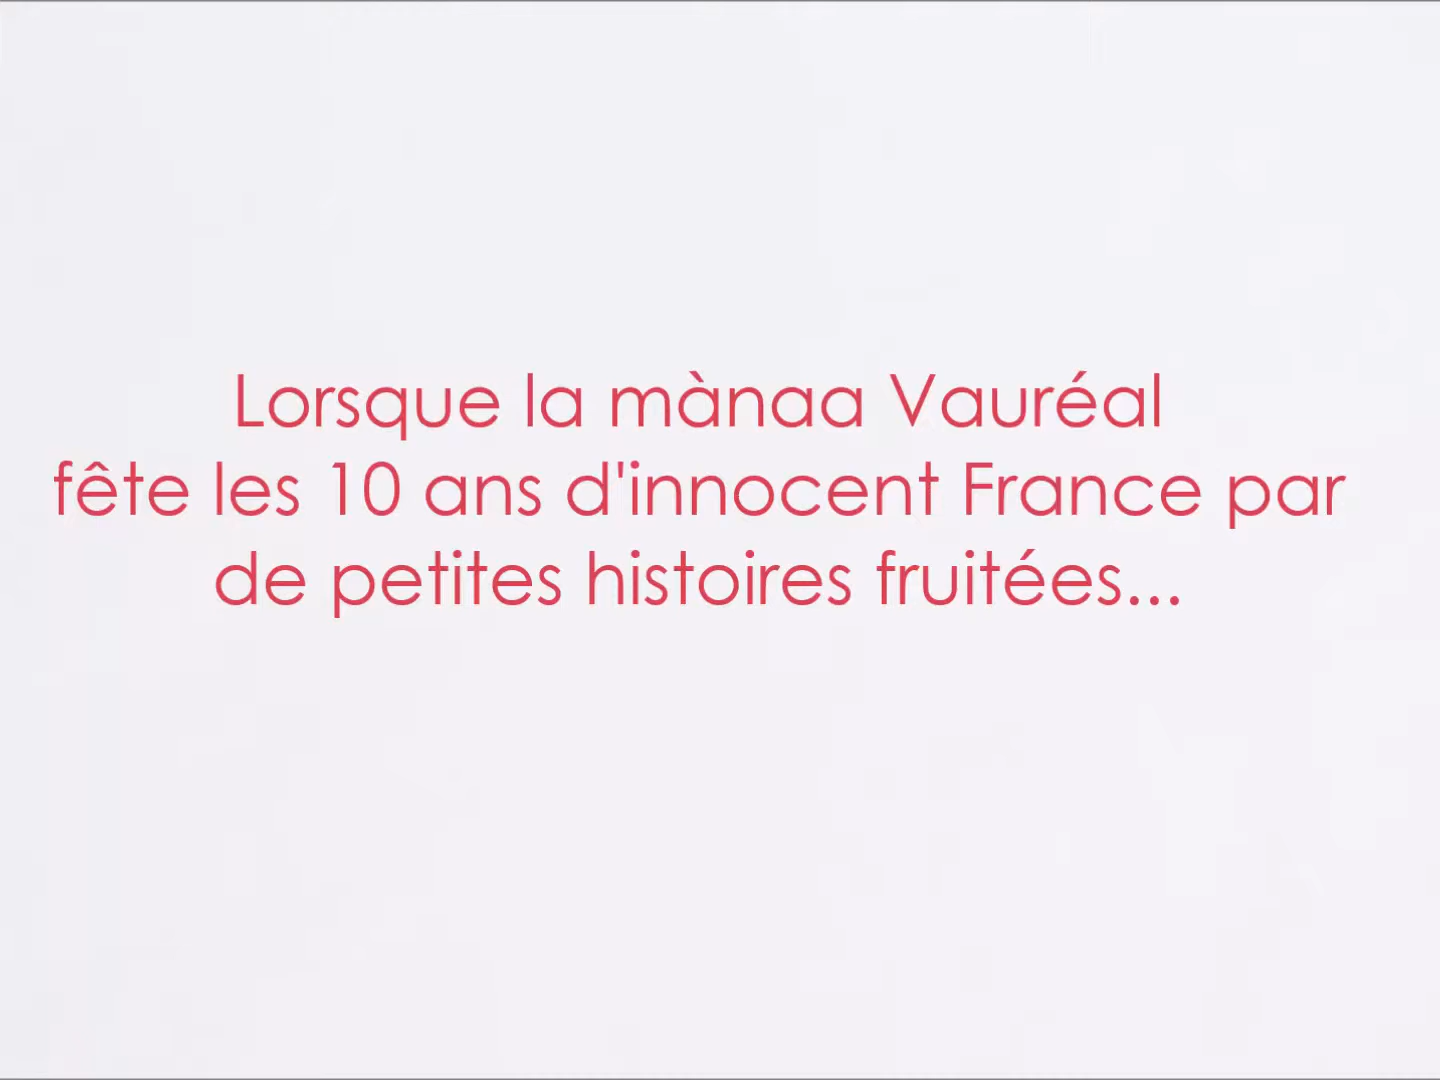 Lorsque la mànaa Vauréal
fête les 10 ans d'innocent France par
de petites histoires fruitées...